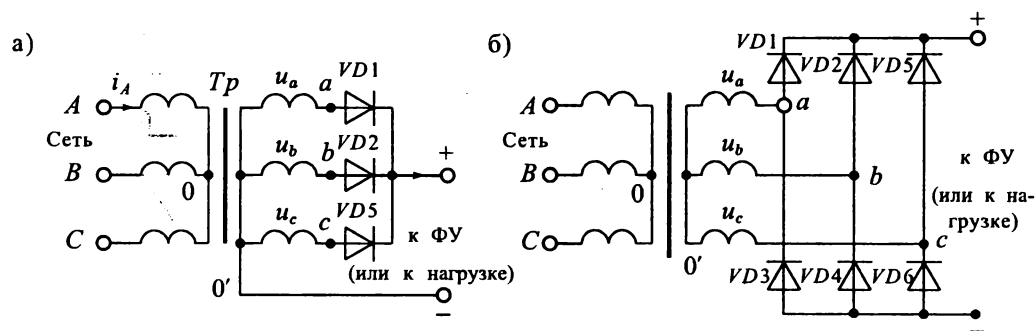 а)
i_A
Тр
u_a
a
VD1
A
Сеть
u_b
b
VD2
+
B
0
u_c
c
VD5
C
к ФУ
0'
(или к нагрузке)
−
б)
VD1
VD2
VD5
+
u_a
a
A
Сеть
B
0
u_b
b
к ФУ
(или к на-
грузке)
u_c
c
C
0'
VD3
VD4
VD6
−